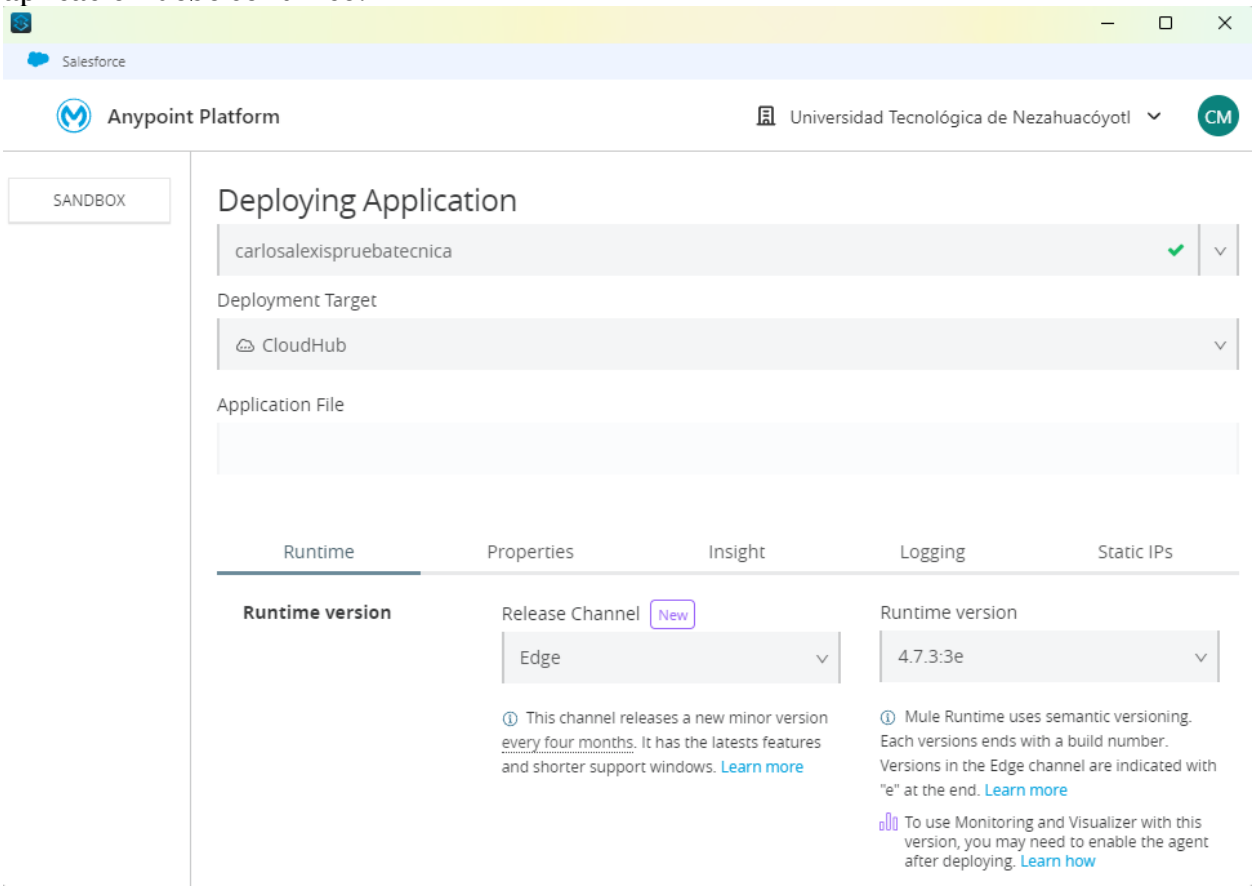 Salesforce
Anypoint Platform
Universidad Tecnológica de Nezahuacóyotl
CM
SANDBOX
Deploying Application
carlosalexispruebatecnica
Deployment Target
CloudHub
Application File
Runtime
Properties
Insight
Logging
Static IPs
Runtime version
Release Channel New
Edge
This channel releases a new minor version
every four months. It has the latests features
and shorter support windows. Learn more
Runtime version
4.7.3:3e
Mule Runtime uses semantic versioning.
Each versions ends with a build number.
Versions in the Edge channel are indicated with
"e" at the end. Learn more
To use Monitoring and Visualizer with this
version, you may need to enable the agent
after deploying. Learn how